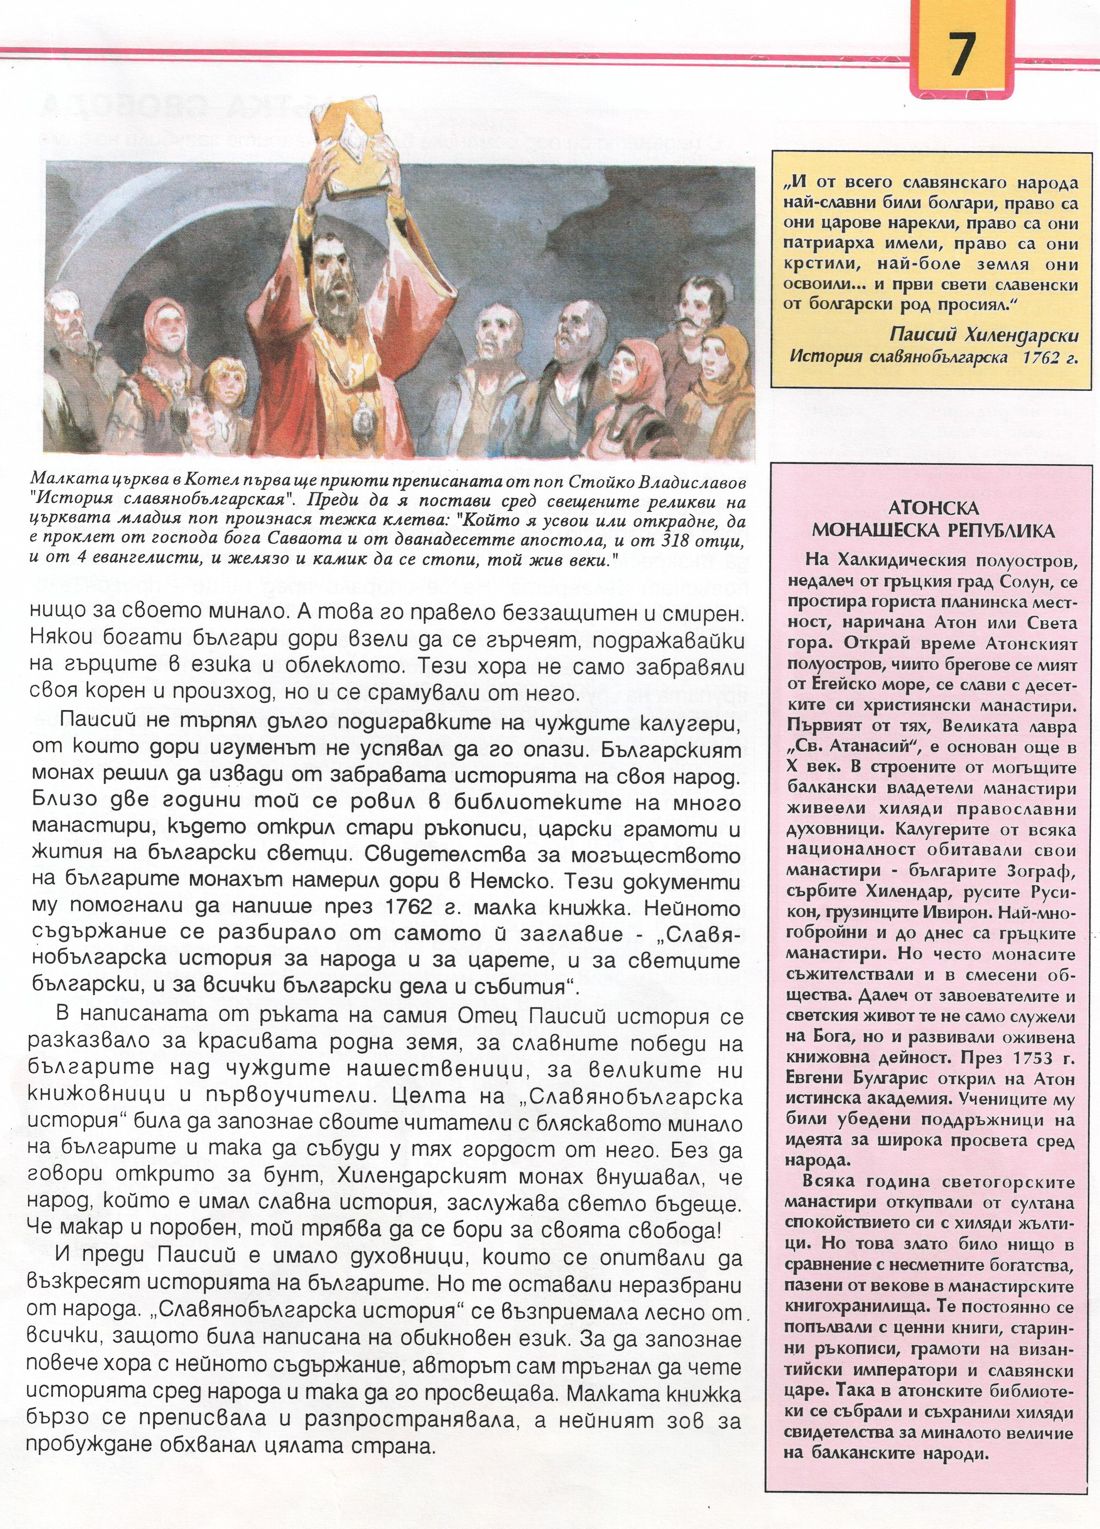 7
„И от всего славянскаго народа
най-славни били болгари, право са
они царове нарекли, право са они
патриарха имели, право са они
крстили, най-боле земля они
освоили... и први свети славенски
от болгарски род просиял.“
Паисий Хилендарски
История славянобългарска 1762 г.
Малката църква в Котел първа ще приюти преписаната от поп Стойко Владиславов
"История славянобългарская". Преди да я постави сред свещените реликви на
църквата младия поп произнася тежка клетва: "Който я усвои или открадне, да
е проклет от господа бога Саваота и от дванадесетте апостола, и от 318 отци,
и от 4 евангелисти, и желязо и камик да се стопи, той жив веки."
нищо за своето минало. А това го правело беззащитен и смирен.
Някои богати българи дори взели да се гърчеят, подражавайки
на гърците в езика и облеклото. Тези хора не само забравяли
своя корен и произход, но и се срамували от него.
Паисий не търпял дълго подигравките на чуждите калугери,
от които дори игуменът не успявал да го опази. Българският
монах решил да извади от забравата историята на своя народ.
Близо две години той се ровил в библиотеките на много
манастири, където открил стари ръкописи, царски грамоти и
жития на български светци. Свидетелства за могъществото
на българите монахът намерил дори в Немско. Тези документи
му помогнали да напише през 1762 г. малка книжка. Нейното
съдържание се разбирало от самото й заглавие - „Славя-
нобългарска история за народа и за царете, и за светците
български, и за всички български дела и събития“.
В написаната от ръката на самия Отец Паисий история се
разказвало за красивата родна земя, за славните победи на
българите над чуждите нашественици, за великите ни
книжовници и първоучители. Целта на „Славянобългарска
история“ била да запознае своите читатели с бляскавото минало
на българите и така да събуди у тях гордост от него. Без да
говори открито за бунт, Хилендарският монах внушавал, че
народ, който е имал славна история, заслужава светло бъдеще.
Че макар и поробен, той трябва да се бори за своята свобода!
И преди Паисий е имало духовници, които се опитвали да
възкресят историята на българите. Но те оставали неразбрани
от народа. „Славянобългарска история“ се възприемала лесно от
всички, защото била написана на обикновен език. За да запознае
повече хора с нейното съдържание, авторът сам тръгнал да чете
историята сред народа и така да го просвещава. Малката книжка
бързо се преписвала и разпространявала, а нейният зов за
пробуждане обхванал цялата страна.
АТОНСКА
МОНАШЕСКА РЕПУБЛИКА
На Халкидическия полуостров,
недалеч от гръцкия град Солун, се
простира гориста планинска мест-
ност, наричана Атон или Света
гора. Открай време Атонският
полуостров, чиито брегове се мият
от Егейско море, се слави с десет-
ките си християнски манастири.
Първият от тях, Великата лавра
„Св. Атанасий“, е основан още в
X век. В строените от могъщите
балкански владетели манастири
живеели хиляди православни
духовници. Калугерите от всяка
националност обитавали свои
манастири - българите Зограф,
сърбите Хилендар, русите Руси-
кон, грузинците Ивирон. Най-мно-
гобройни и до днес са гръцките
манастири. Но често монасите
съжителствали и в смесени об-
щества. Далеч от завоевателите и
светския живот те не само служели
на Бога, но и развивали оживена
книжовна дейност. През 1753 г.
Евгени Булгарис открил на Атон
истинска академия. Учениците му
били убедени поддръжници на
идеята за широка просвета сред
народа.
Всяка година светогорските
манастири откупвали от султана
спокойствието си с хиляди жълти-
ци. Но това злато било нищо в
сравнение с несметните богатства,
пазени от векове в манастирските
книгохранилища. Те постоянно се
попълвали с ценни книги, старин-
ни ръкописи, грамоти на визан-
тийски императори и славянски
царе. Така в атонските библиоте-
ки се събрали и съхранили хиляди
свидетелства за миналото величие
на балканските народи.